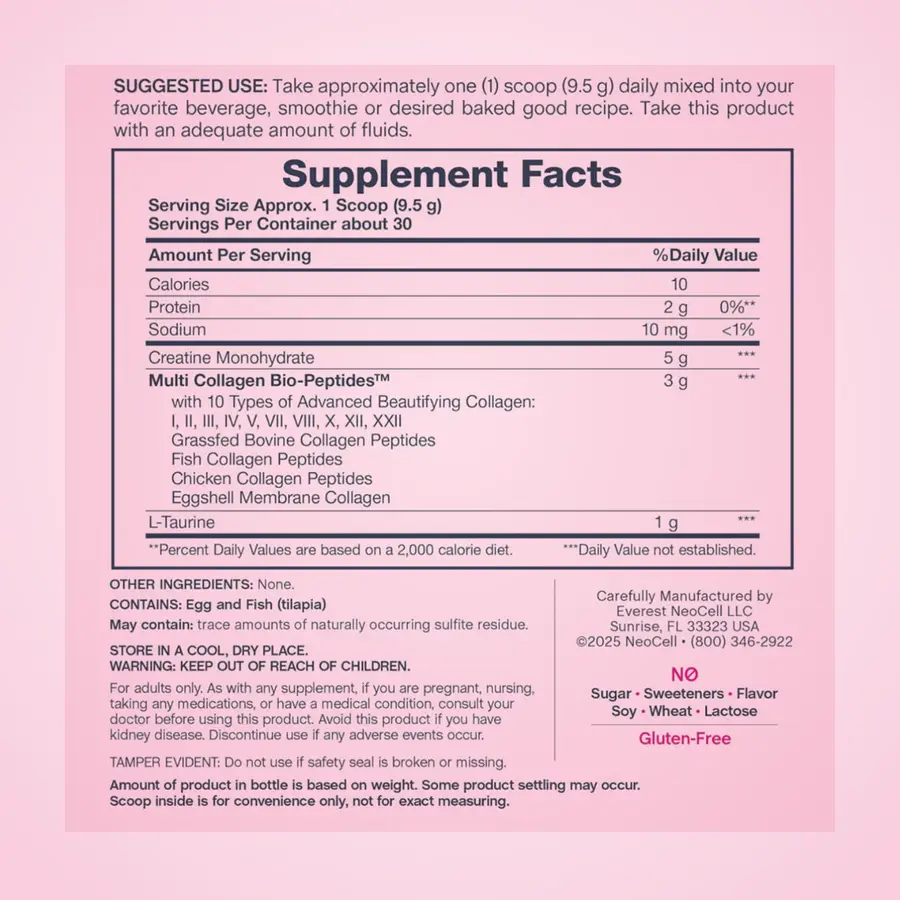 SUGGESTED USE: Take approximately one (1) scoop (9.5 g) daily mixed into your
favorite beverage, smoothie or desired baked good recipe. Take this product
with an adequate amount of fluids.
Supplement Facts
Serving Size Approx. 1 Scoop (9.5 g)
Servings Per Container about 30
Amount Per Serving %Daily Value
Calories 10
Protein 2 g 0%**
Sodium 10 mg <1%
Creatine Monohydrate 5 g ***
Multi Collagen Bio-Peptides™ 3 g ***
with 10 Types of Advanced Beautifying Collagen:
I, II, III, IV, V, VII, VIII, X, XII, XXII
Grassfed Bovine Collagen Peptides
Fish Collagen Peptides
Chicken Collagen Peptides
Eggshell Membrane Collagen
L-Taurine 1 g ***
**Percent Daily Values are based on a 2,000 calorie diet. ***Daily Value not established.
OTHER INGREDIENTS: None.
CONTAINS: Egg and Fish (tilapia)
May contain: trace amounts of naturally occurring sulfite residue.
STORE IN A COOL, DRY PLACE.
WARNING: KEEP OUT OF REACH OF CHILDREN.
For adults only. As with any supplement, if you are pregnant, nursing,
taking any medications, or have a medical condition, consult your
doctor before using this product. Avoid this product if you have
kidney disease. Discontinue use if any adverse events occur.
TAMPER EVIDENT: Do not use if safety seal is broken or missing.
Amount of product in bottle is based on weight. Some product settling may occur.
Scoop inside is for convenience only, not for exact measuring.
Carefully Manufactured by
Everest NeoCell LLC
Sunrise, FL 33323 USA
©2025 NeoCell • (800) 346-2922
NØ
Sugar • Sweeteners • Flavor
Soy • Wheat • Lactose
Gluten-Free